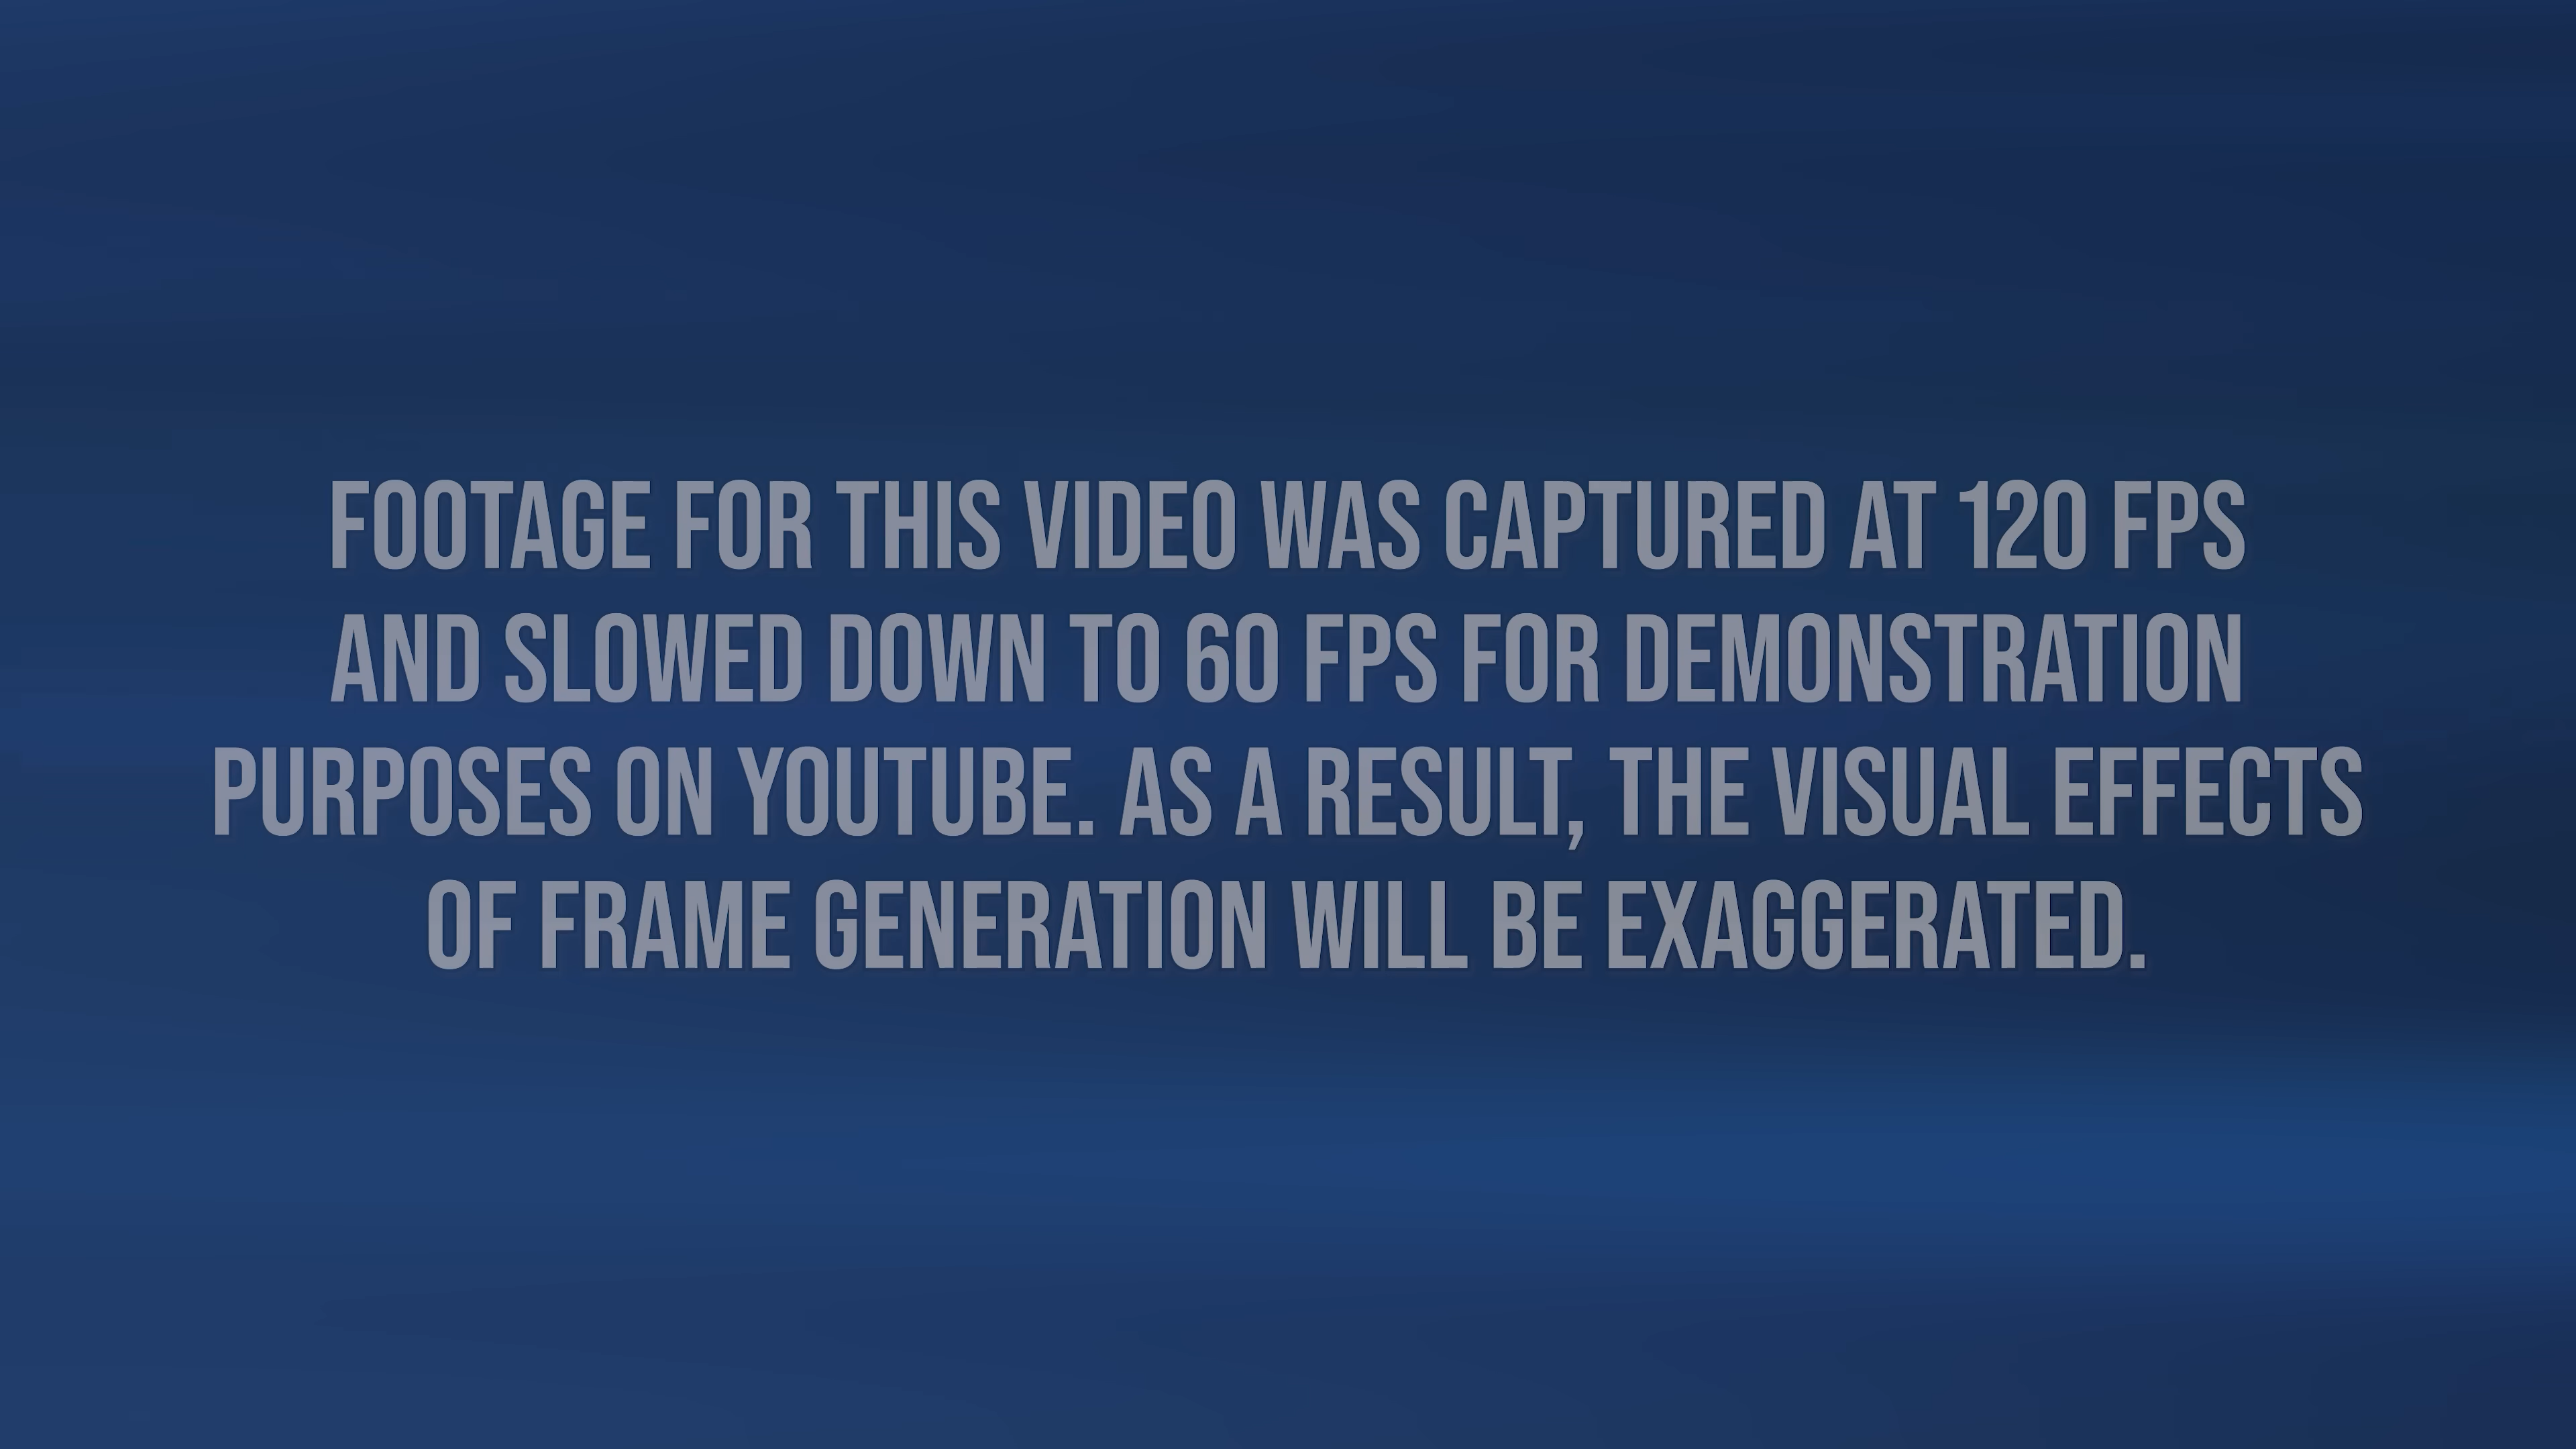 FOOTAGE FOR THIS VIDEO WAS CAPTURED AT 120 FPS
AND SLOWED DOWN TO 60 FPS FOR DEMONSTRATION
PURPOSES ON YOUTUBE. AS A RESULT, THE VISUAL EFFECTS
OF FRAME GENERATION WILL BE EXAGGERATED.